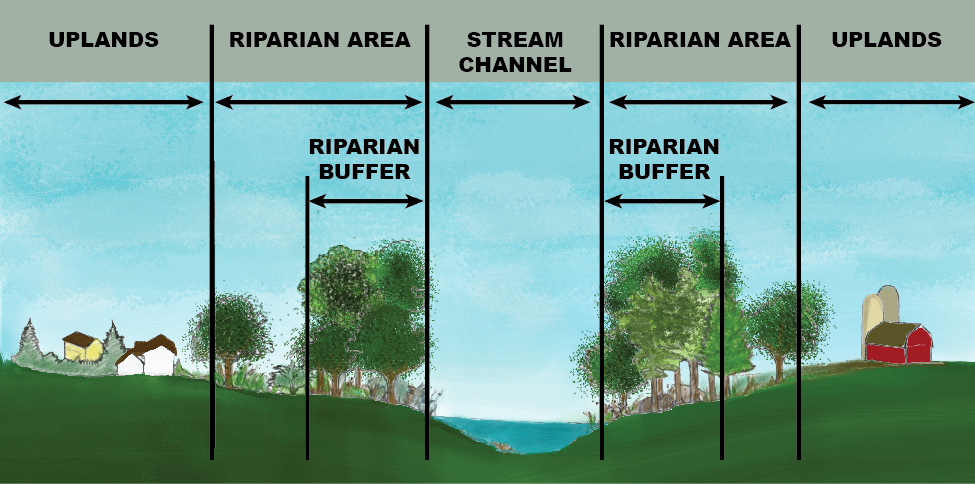 UPLANDS
RIPARIAN AREA
STREAM
CHANNEL
RIPARIAN AREA
UPLANDS
RIPARIAN
BUFFER
RIPARIAN
BUFFER